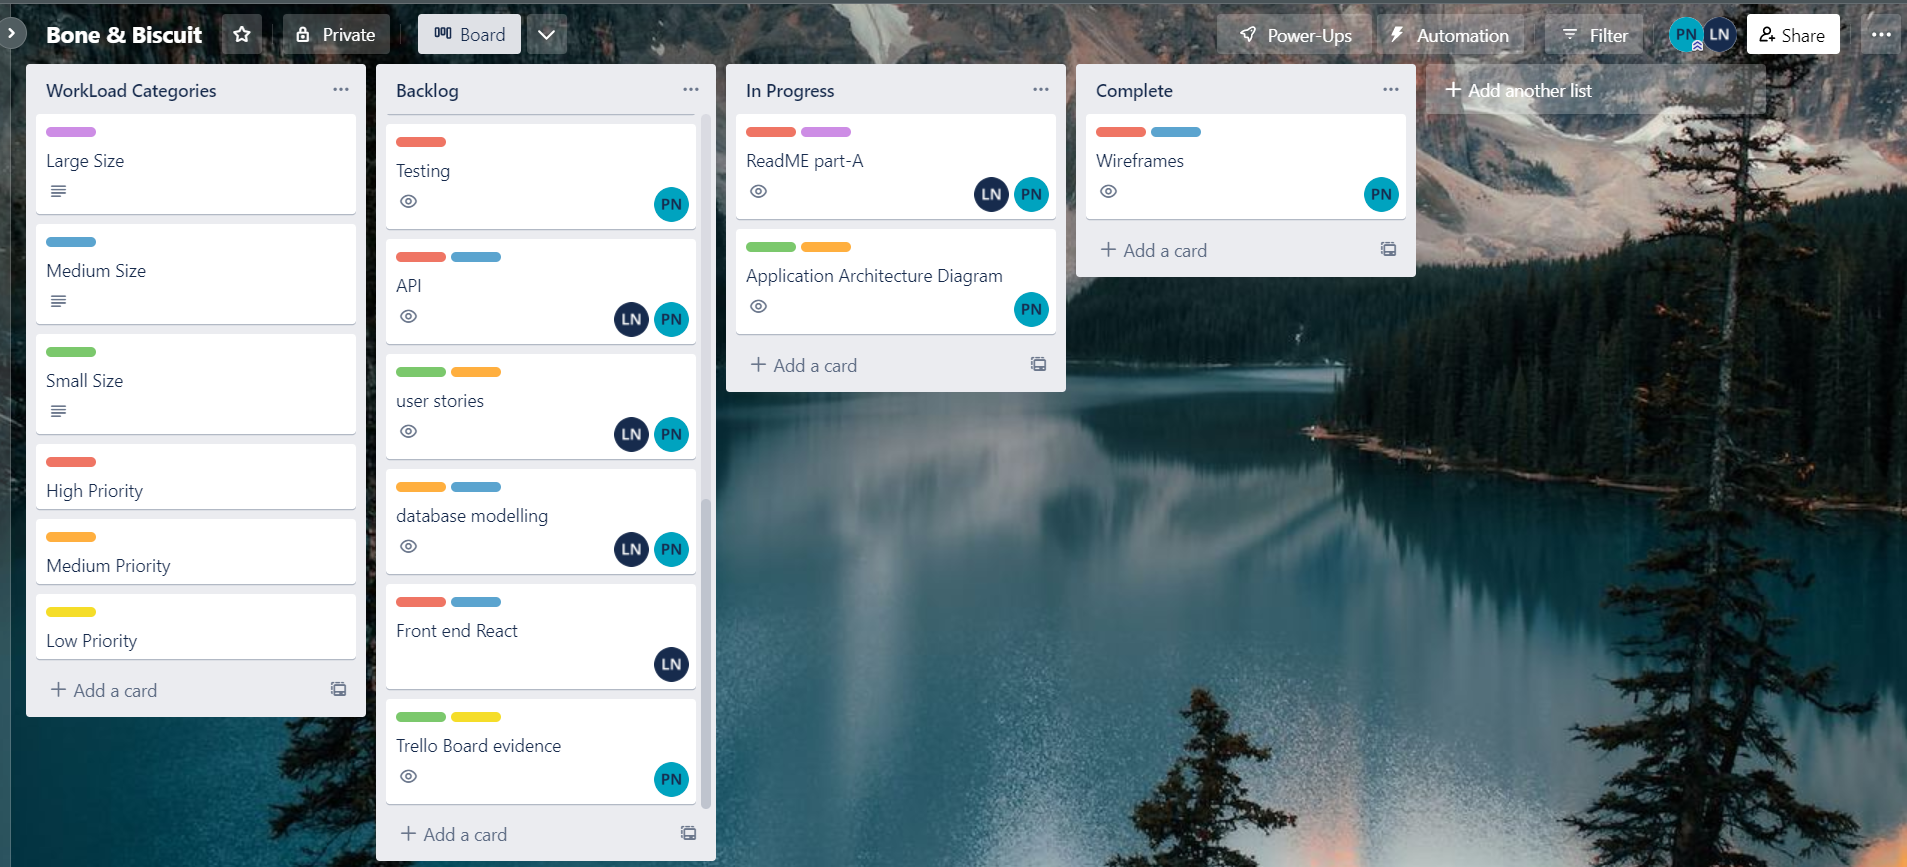 Bone & Biscuit
Private
Board
Power-Ups
Automation
Filter
PN
LN
Share
WorkLoad Categories
Large Size
Medium Size
Small Size
High Priority
Medium Priority
Low Priority
+ Add a card
Backlog
Testing
PN
API
LN PN
user stories
LN PN
database modelling
LN PN
Front end React
LN
Trello Board evidence
PN
+ Add a card
In Progress
ReadME part-A
LN PN
Application Architecture Diagram
PN
+ Add a card
Complete
Wireframes
PN
+ Add a card
+ Add another list